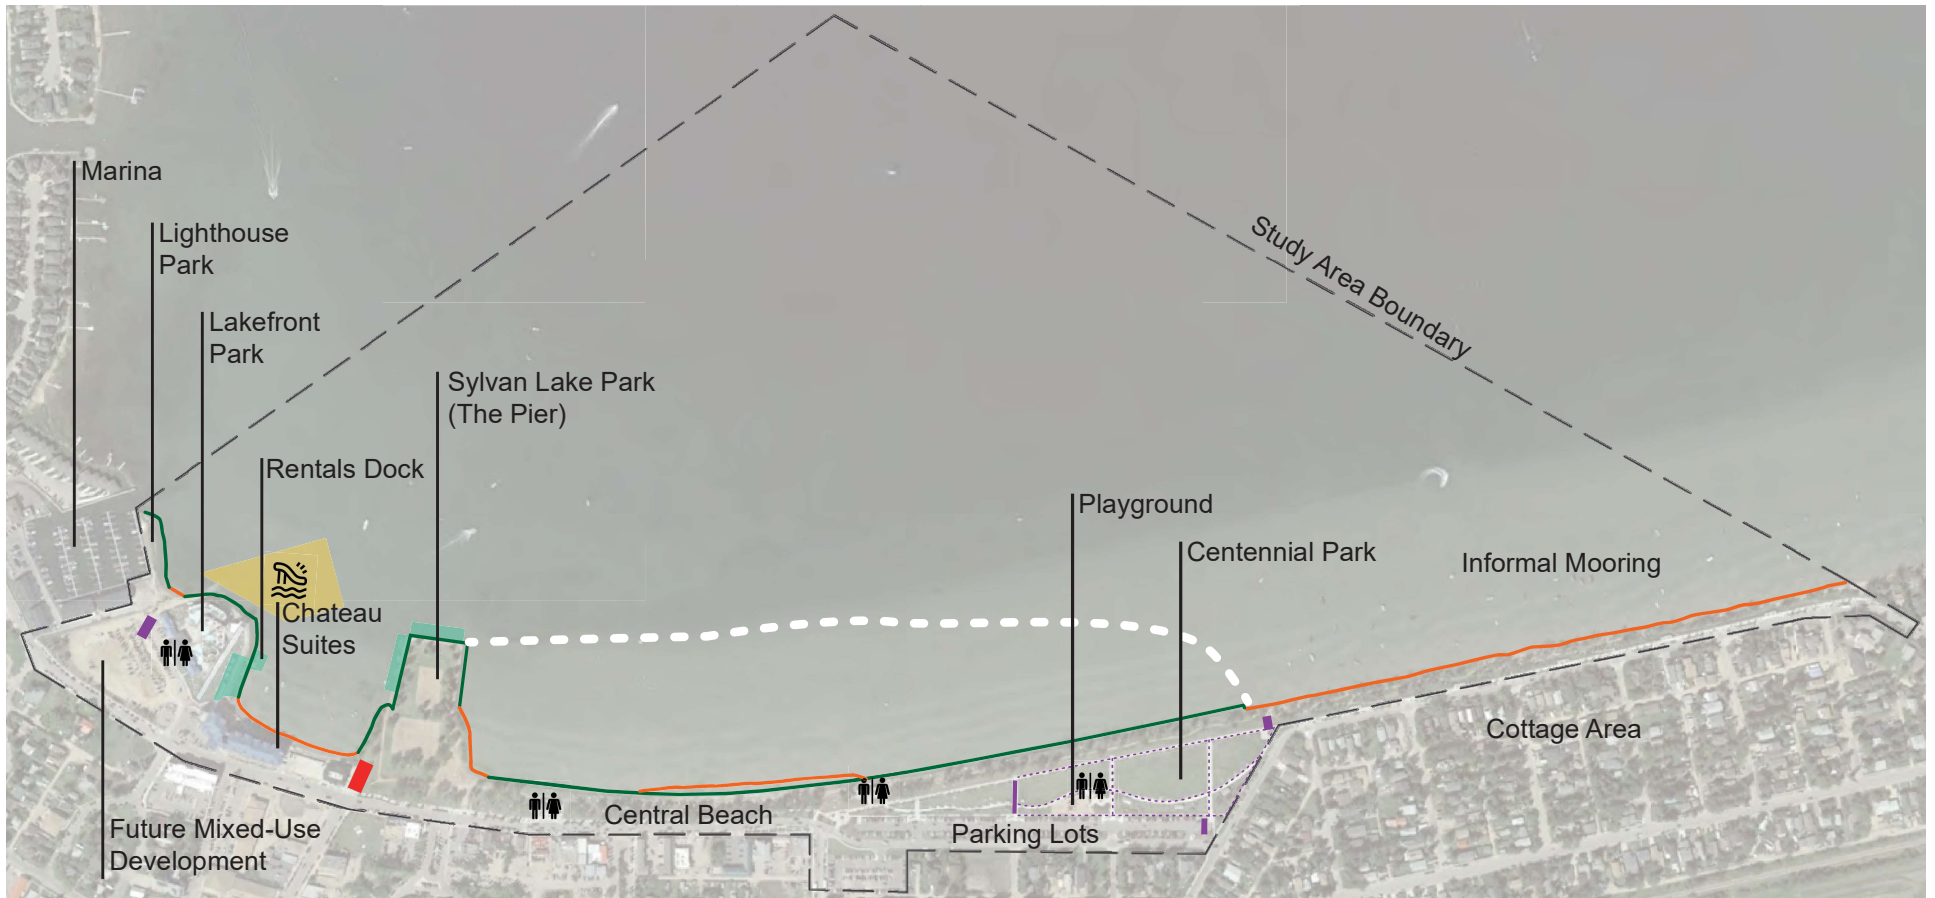 Marina
Lighthouse
Park
Lakefront
Park
Study Area Boundary
Sylvan Lake Park
(The Pier)
Rentals Dock
Playground
Centennial Park
Informal Mooring
Chateau
Suites
Cottage Area
Central Beach
Future Mixed-Use
Development
Parking Lots